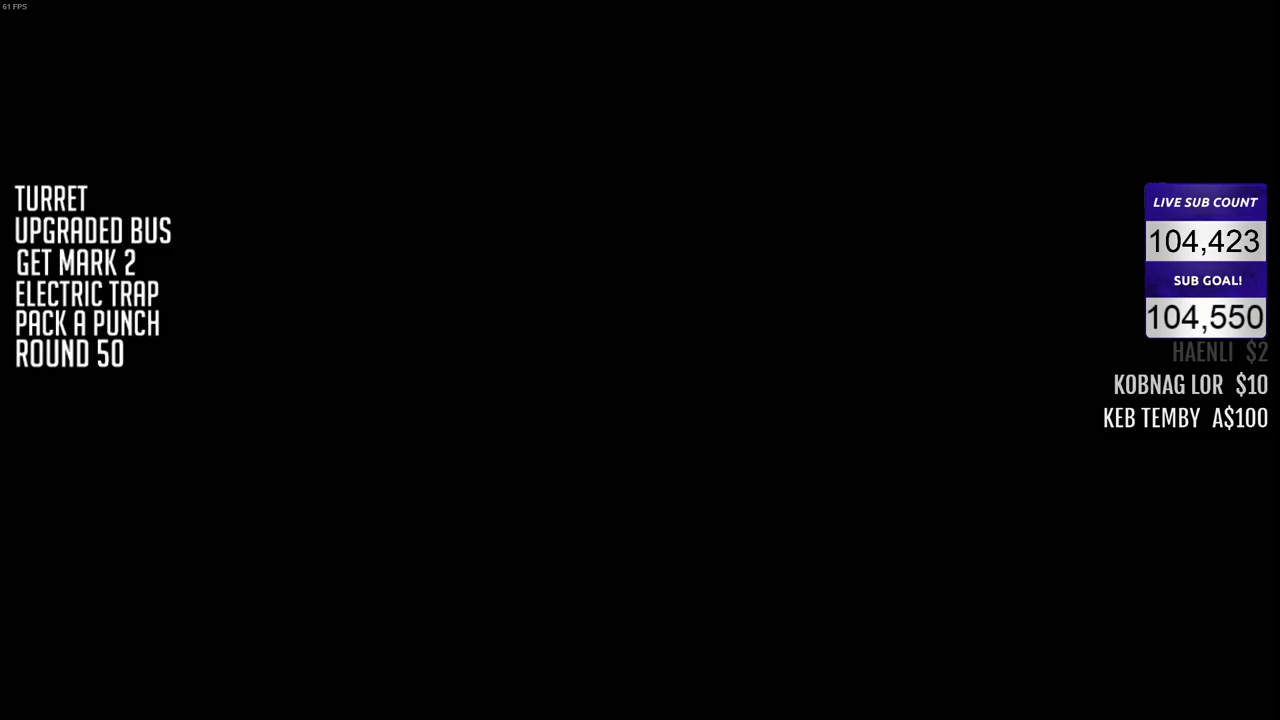 61 FPS
TURRET
UPGRADED BUS
GET MARK 2
ELECTRIC TRAP
PACK A PUNCH
ROUND 50
LIVE SUB COUNT
104,423
SUB GOAL!
104,550
HAENLI $2
KOBNAG LOR $10
KEB TEMBY A$100